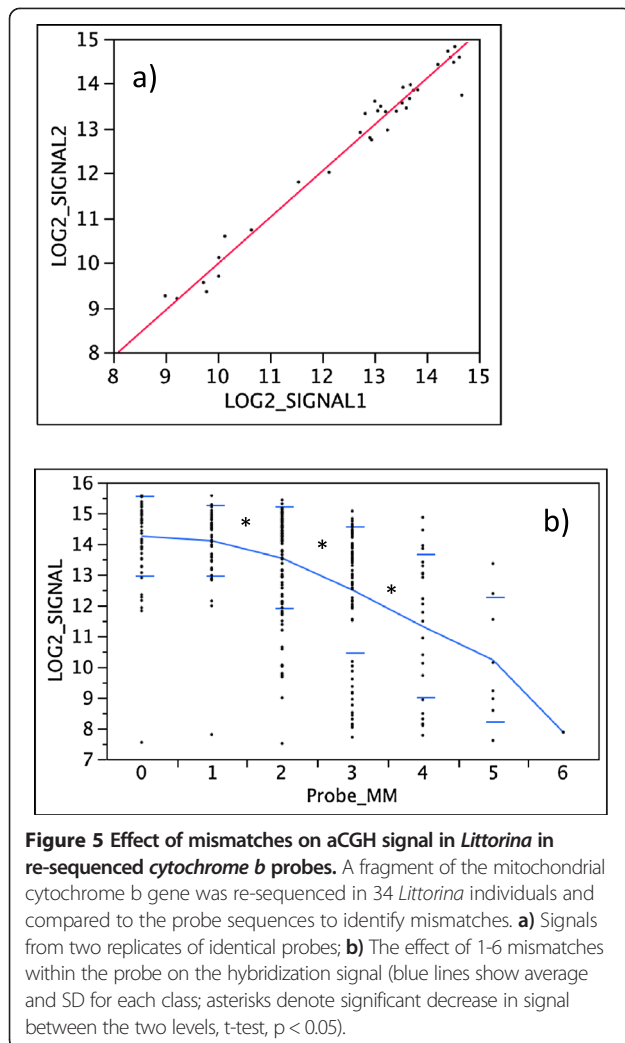 a)
15
14
13
12
11
10
9
8
LOG2_SIGNAL2
8 9 10 11 12 13 14 15
LOG2_SIGNAL1
b)
16
15
14
13
12
11
10
9
8
7
LOG2_SIGNAL
* * *
0 1 2 3 4 5 6
Probe_MM
Figure 5 Effect of mismatches on aCGH signal in Littorina in
re-sequenced cytochrome b probes. A fragment of the mitochondrial
cytochrome b gene was re-sequenced in 34 Littorina individuals and
compared to the probe sequences to identify mismatches. a) Signals
from two replicates of identical probes; b) The effect of 1-6 mismatches
within the probe on the hybridization signal (blue lines show average
and SD for each class; asterisks denote significant decrease in signal
between the two levels, t-test, p < 0.05).